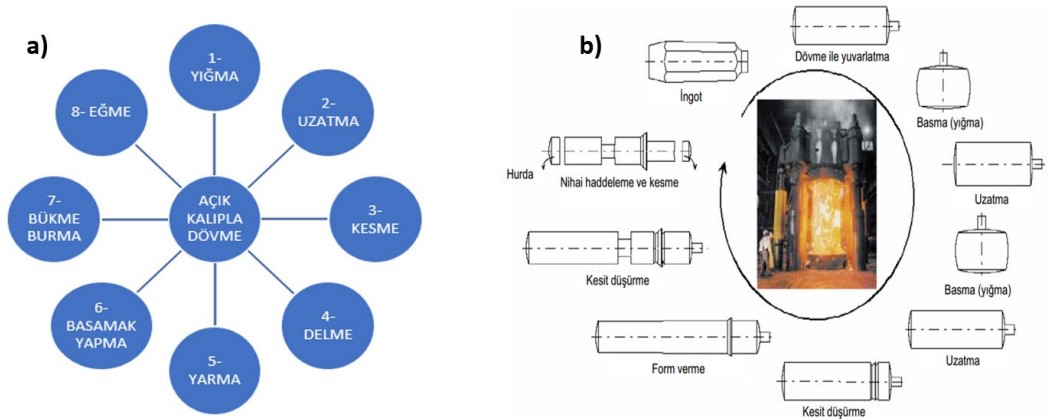 a)
1-
YIĞMA
2-
UZATMA
3-
KESME
4-
DELME
5-
YARMA
6-
BASAMAK
YAPMA
7-
BÜKME
BURMA
8- EĞME
AÇIK
KALIPLA
DÖVME
b)
İngot
Dövme ile yuvarlatma
Basma (yığma)
Uzatma
Basma (yığma)
Uzatma
Kesit düşürme
Form verme
Kesit düşürme
Hurda
Nihai haddeleme ve kesme